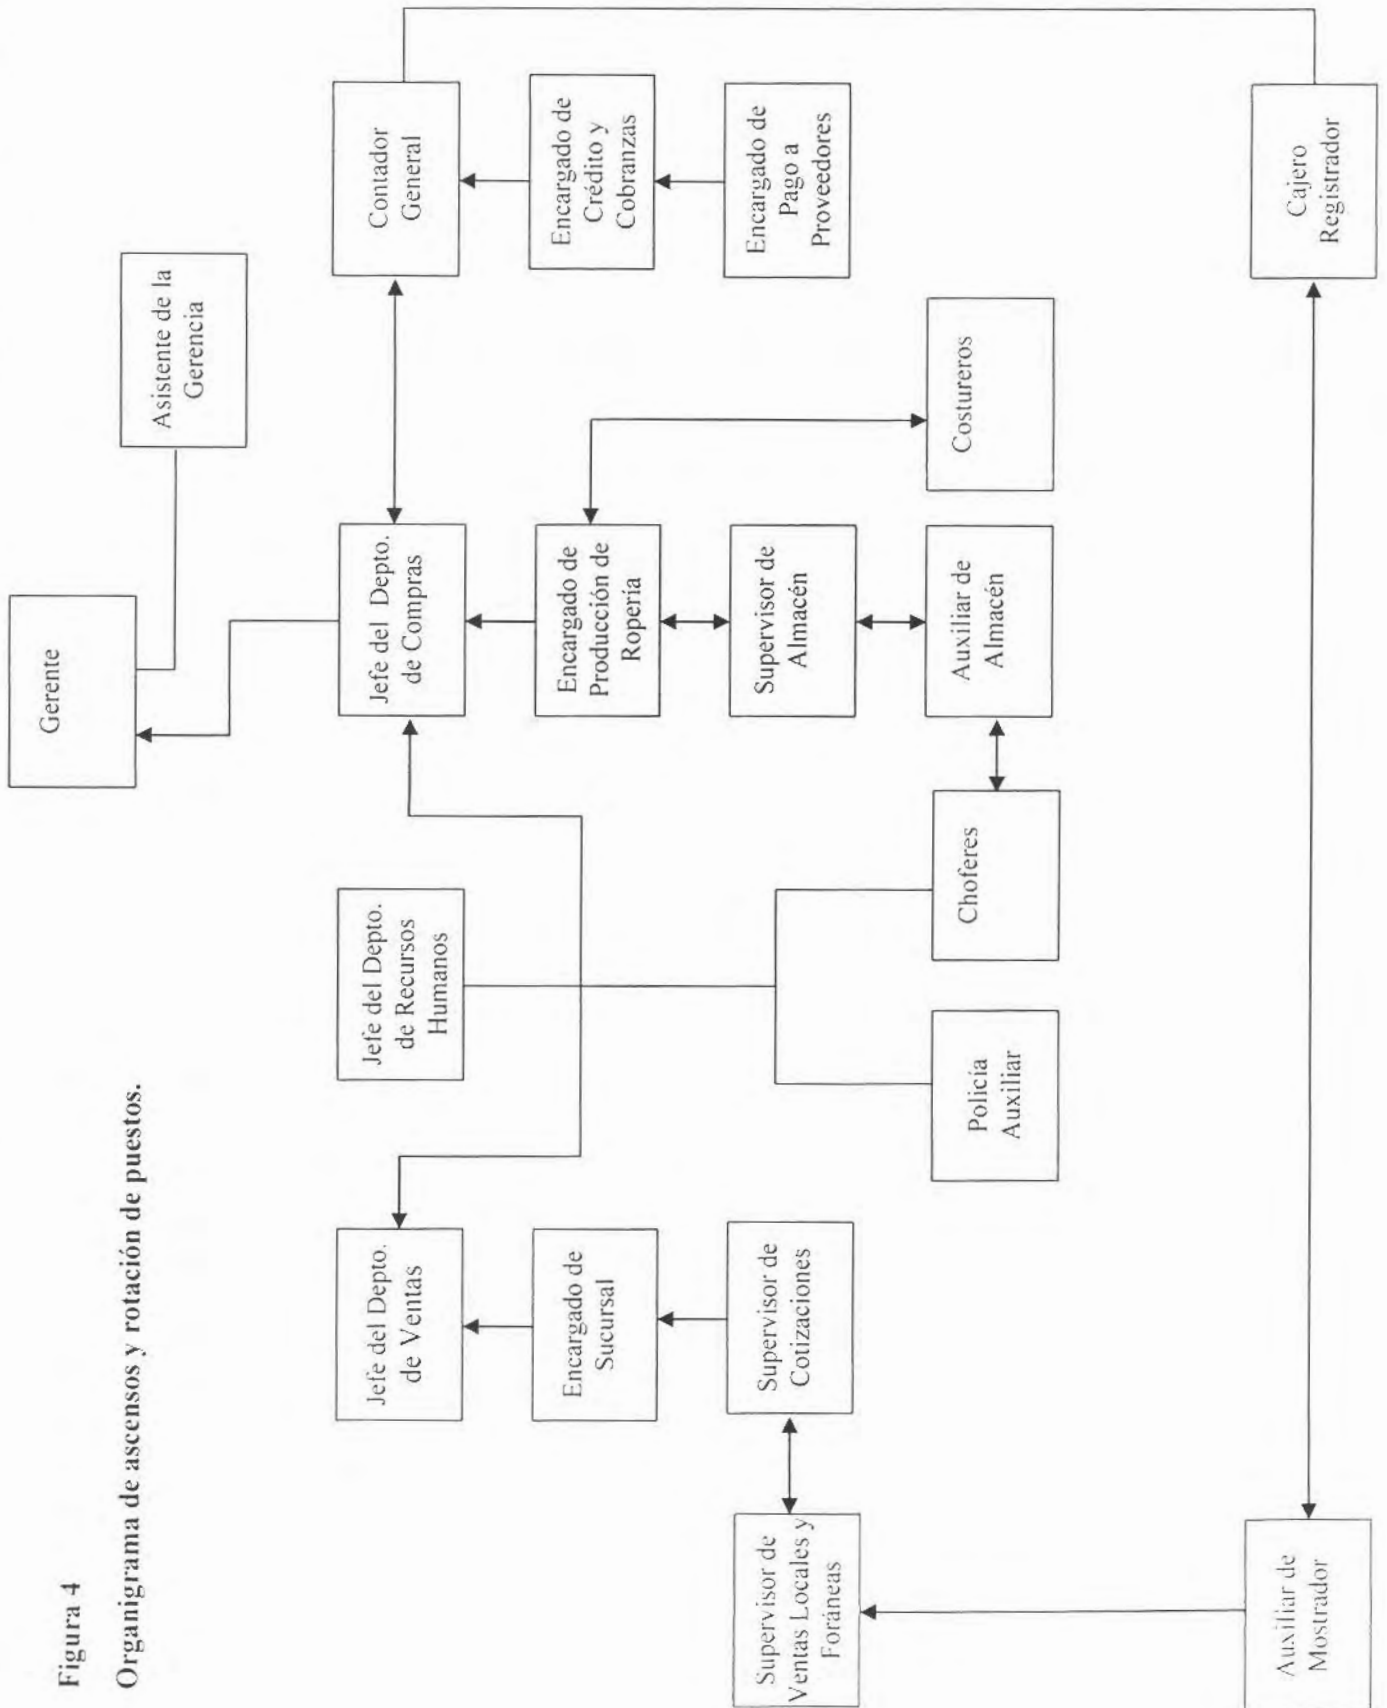 Figura 4
Organigrama de ascensos y rotación de puestos.
Gerente
Asistente de la
Gerencia
Jefe del Depto.
de Ventas
Jefe del Depto.
de Recursos
Humanos
Jefe del Depto.
de Compras
Contador
General
Encargado de
Sucursal
Encargado de
Producción de
Ropería
Encargado de
Crédito y
Cobranzas
Supervisor de
Ventas Locales y
Foráneas
Supervisor de
Cotizaciones
Supervisor de
Almacén
Encargado de
Pago a
Proveedores
Policía
Auxiliar
Choferes
Auxiliar de
Almacén
Costureros
Auxiliar de
Mostrador
Cajero
Registrador